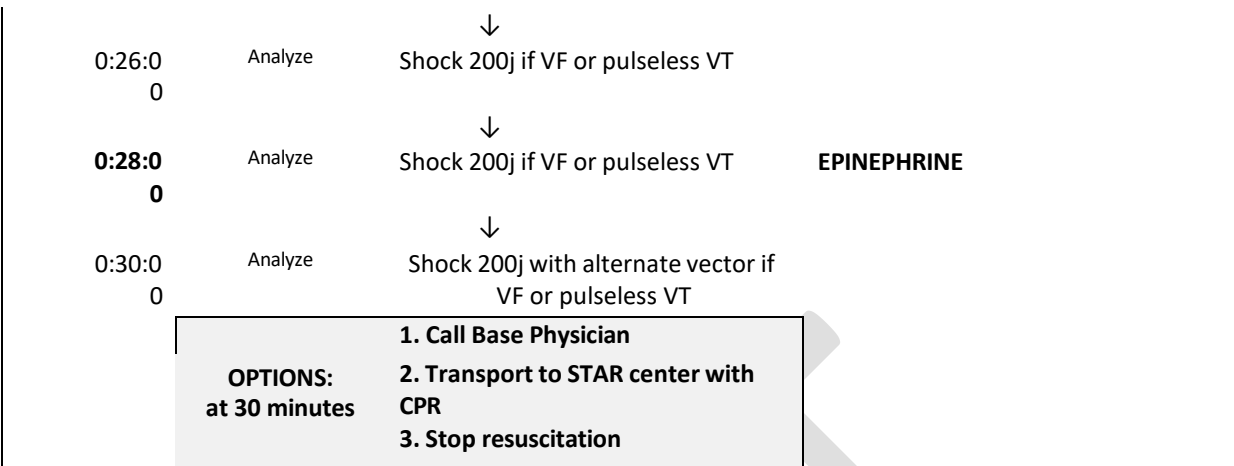 ↓
0:26:0 Analyze Shock 200j if VF or pulseless VT
0
↓
0:28:0 Analyze Shock 200j if VF or pulseless VT EPINEPHRINE
0
↓
0:30:0 Analyze Shock 200j with alternate vector if
0 VF or pulseless VT
1. Call Base Physician
OPTIONS: 2. Transport to STAR center with
at 30 minutes CPR
3. Stop resuscitation